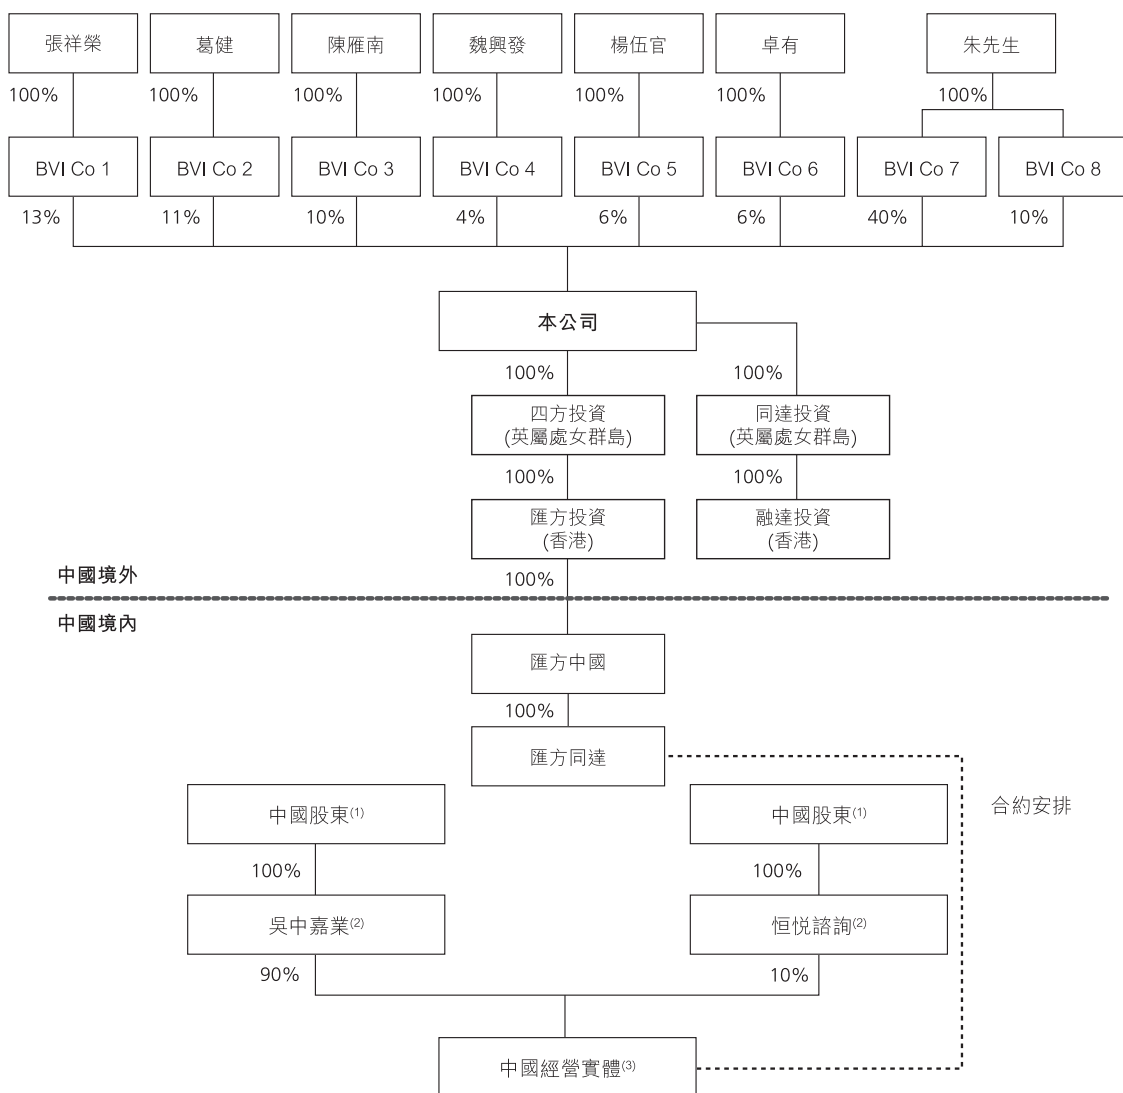 張祥榮
葛健
陳雁南
魏興發
楊伍官
卓有
朱先生
100%
100%
100%
100%
100%
100%
100%
BVI Co 1
BVI Co 2
BVI Co 3
BVI Co 4
BVI Co 5
BVI Co 6
BVI Co 7
BVI Co 8
13%
11%
10%
4%
6%
6%
40%
10%
本公司
100%
100%
四方投資
(英屬處女群島)
同達投資
(英屬處女群島)
100%
100%
匯方投資
(香港)
融達投資
(香港)
中國境外
100%
中國境內
匯方中國
100%
匯方同達
中國股東(1)
中國股東(1)
合約安排
100%
100%
吳中嘉業(2)
恒悦諮詢(2)
90%
10%
中國經營實體(3)